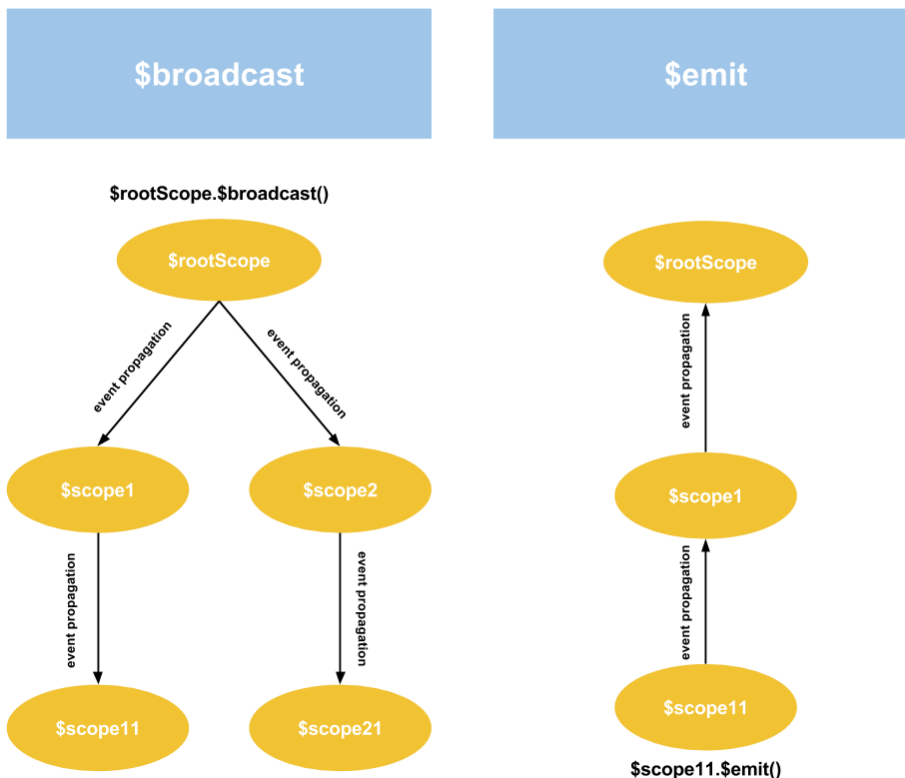 $broadcast
$emit
$rootScope.$broadcast()
$rootScope
$rootScope
event propagation
event propagation
event propagation
$scope1
$scope2
$scope1
event propagation
event propagation
event propagation
$scope11
$scope21
$scope11
$scope11.$emit()